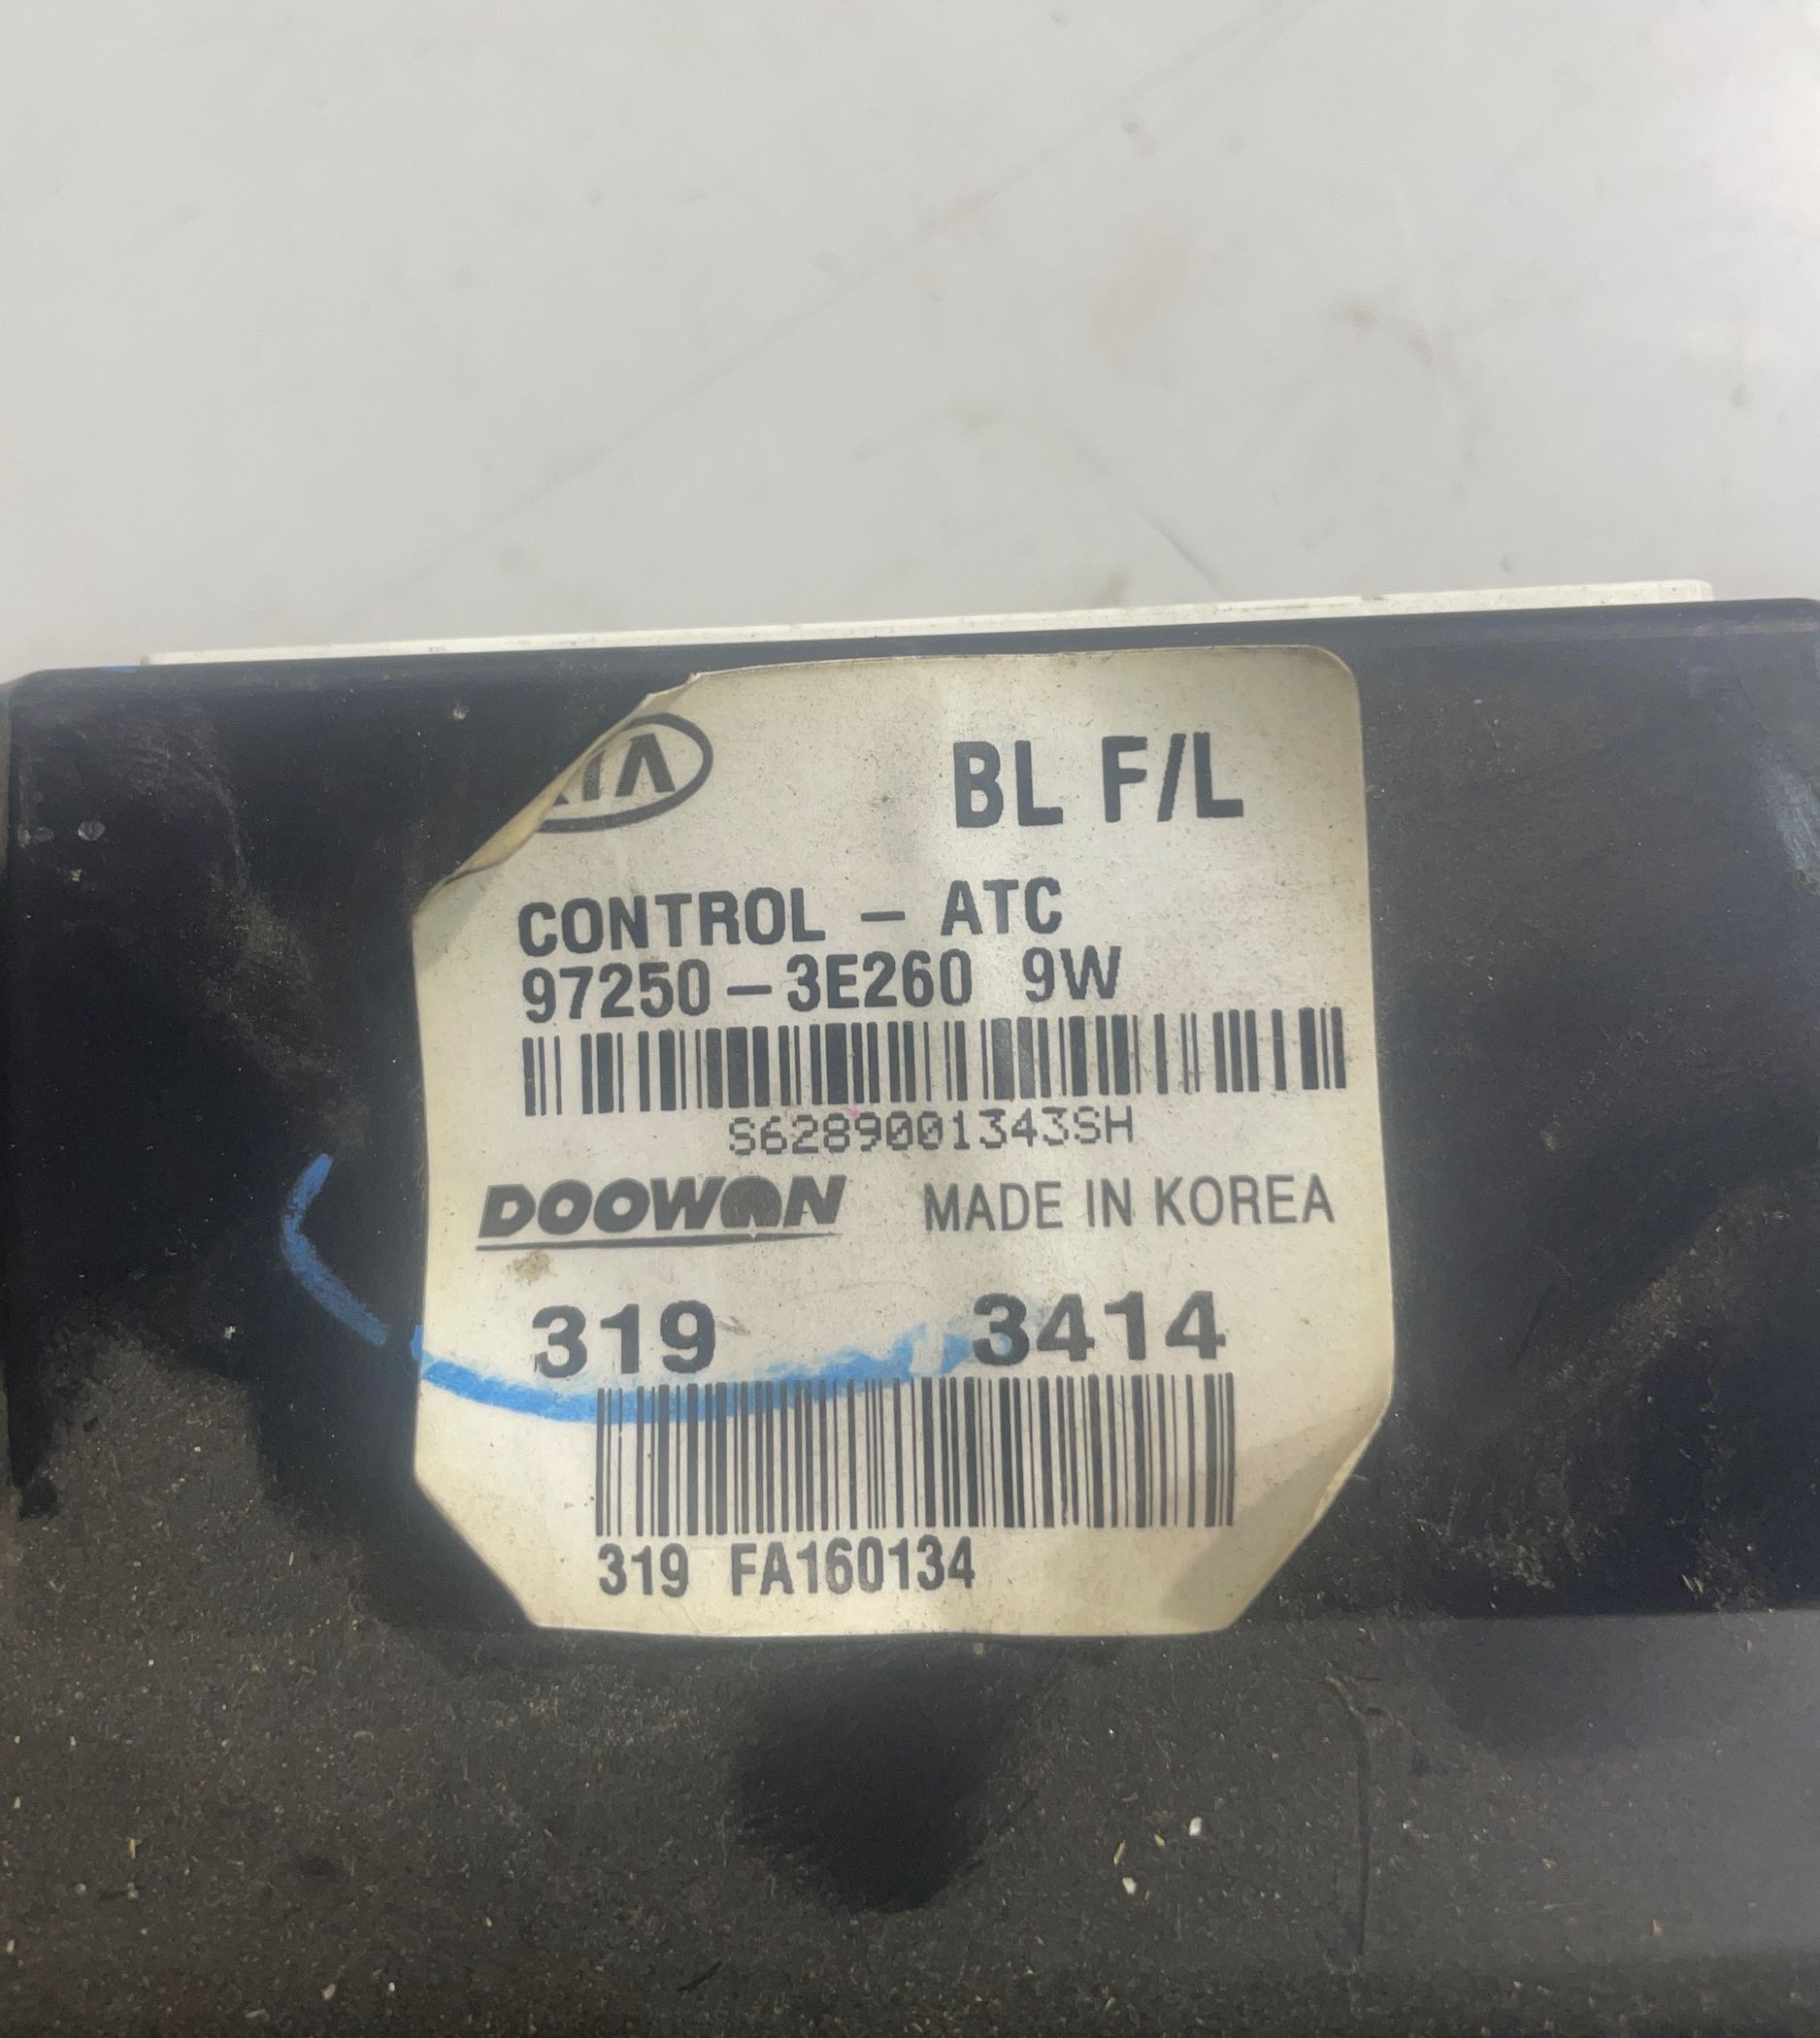 KIA BL F/L
CONTROL - ATC
97250-3E260 9W
S6289001343SH
DOOWON MADE IN KOREA
319 3414
319 FA160134